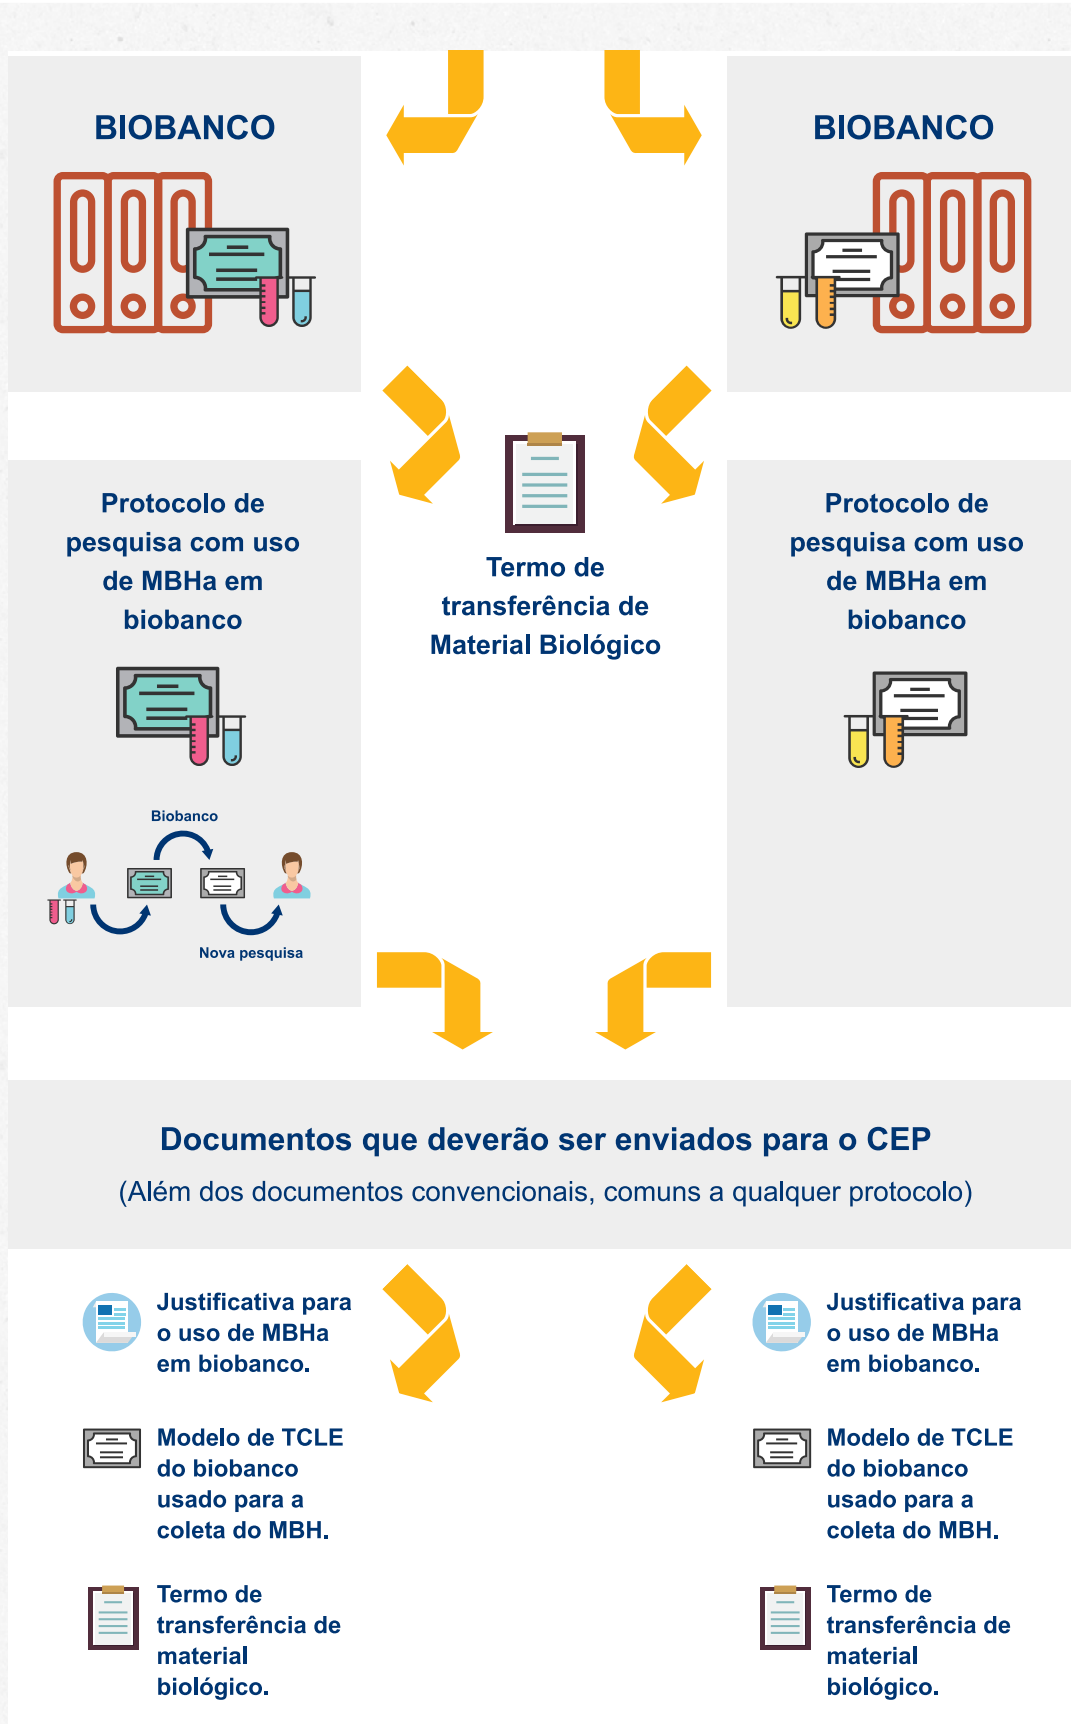 BIOBANCO
BIOBANCO
Protocolo de
pesquisa com uso
de MBHa em
biobanco
Termo de
transferência de
Material Biológico
Protocolo de
pesquisa com uso
de MBHa em
biobanco
Biobanco
Nova pesquisa
Documentos que deverão ser enviados para o CEP
(Além dos documentos convencionais, comuns a qualquer protocolo)
Justificativa para
o uso de MBHa
em biobanco.
Modelo de TCLE
do biobanco
usado para a
coleta do MBH.
Termo de
transferência de
material
biológico.
Justificativa para
o uso de MBHa
em biobanco.
Modelo de TCLE
do biobanco
usado para a
coleta do MBH.
Termo de
transferência de
material
biológico.